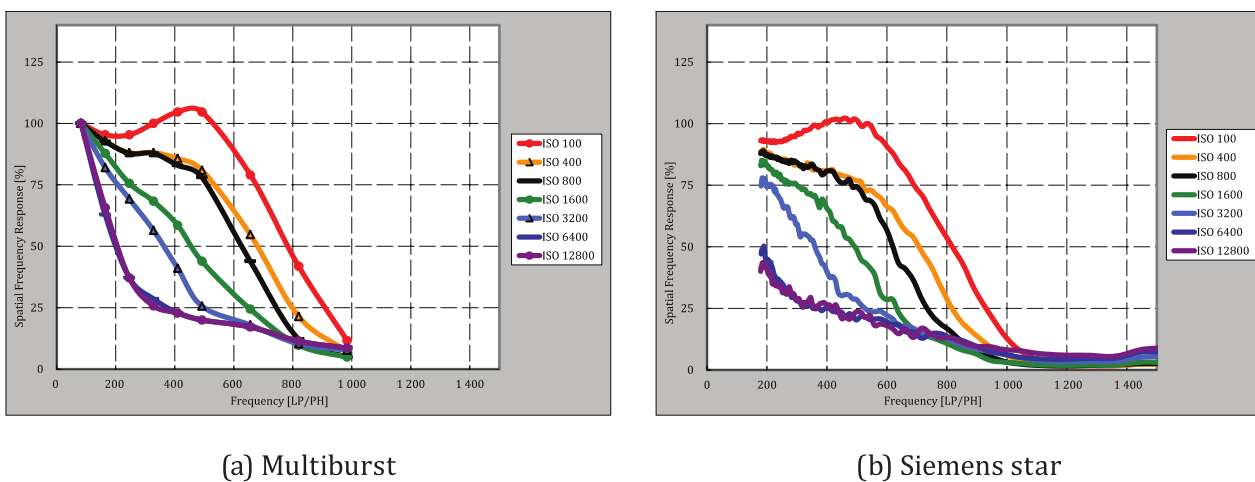 125
100
75
50
25
0
Spatial Frequency Response [%]
0 200 400 600 800 1 000 1 200 1 400
Frequency [LP/PH]
ISO 100
ISO 400
ISO 800
ISO 1600
ISO 3200
ISO 6400
ISO 12800
(a) Multiburst
125
100
75
50
25
0
Spatial Frequency Response [%]
0 200 400 600 800 1 000 1 200 1 400
Frequency [LP/PH]
ISO 100
ISO 400
ISO 800
ISO 1600
ISO 3200
ISO 6400
ISO 12800
(b) Siemens star